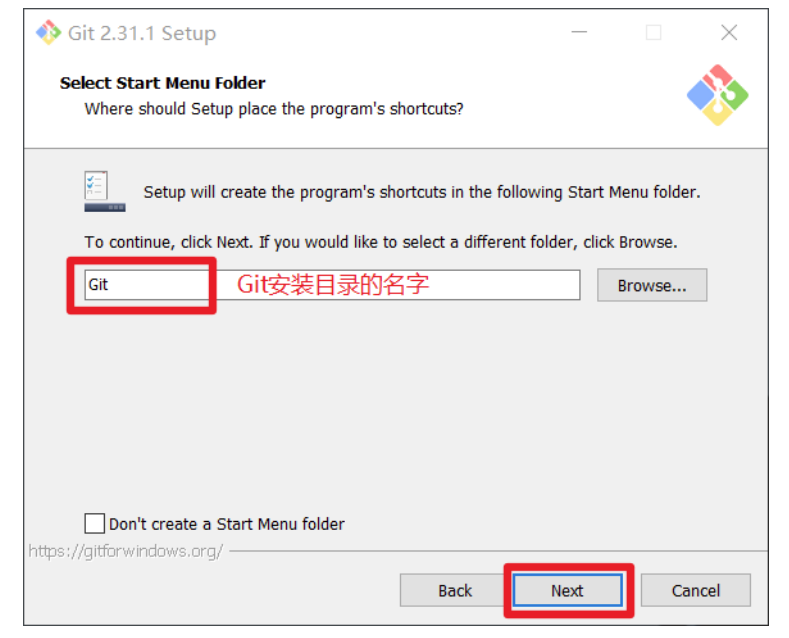 Git 2.31.1 Setup
Select Start Menu Folder
Where should Setup place the program's shortcuts?
Setup will create the program's shortcuts in the following Start Menu folder.
To continue, click Next. If you would like to select a different folder, click Browse.
Git Git安装目录的名字 Browse...
Don't create a Start Menu folder
https://gitforwindows.org/
Back Next Cancel